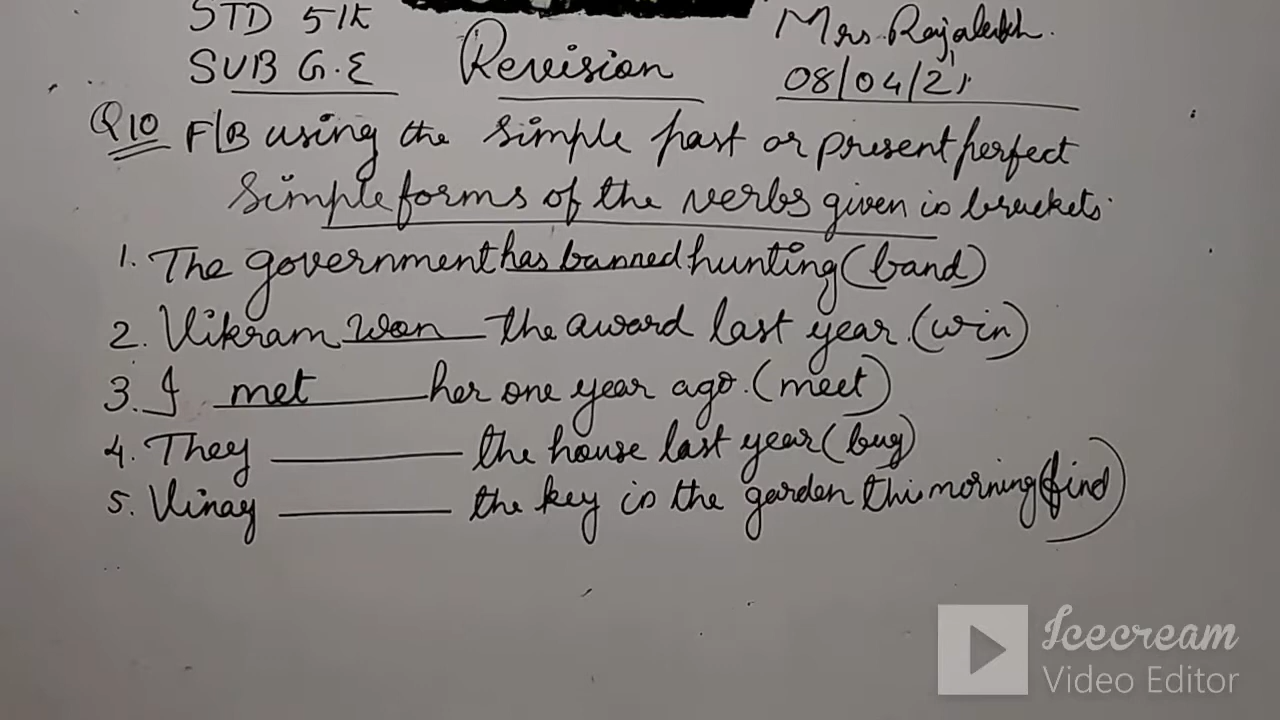 STD 5th
SUB G.E
Revision
Mrs. Rajalekh.
08/04/21
Q10 F/B using the simple past or present perfect
Simple forms of the verbs given in brackets.
1. The government has banned hunting (band)
2. Vikram won the award last year. (win)
3. I met her one year ago. (meet)
4. They ________ the house last year (buy)
5. Vinay ________ the key in the garden this morning (find)
Icecream
Video Editor